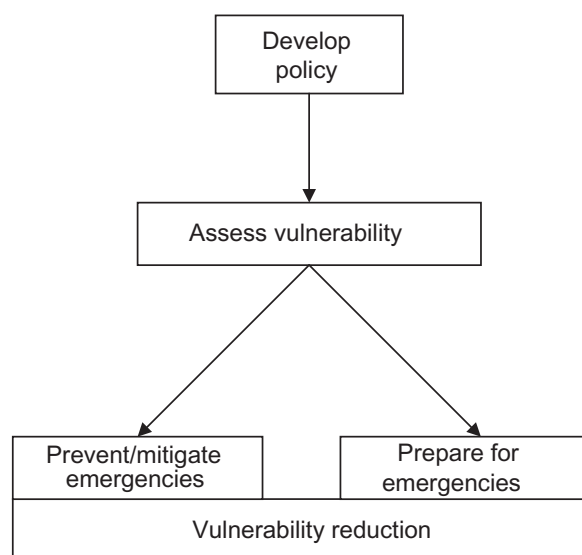 Develop
policy
Assess vulnerability
Prevent/mitigate
emergencies
Prepare for
emergencies
Vulnerability reduction